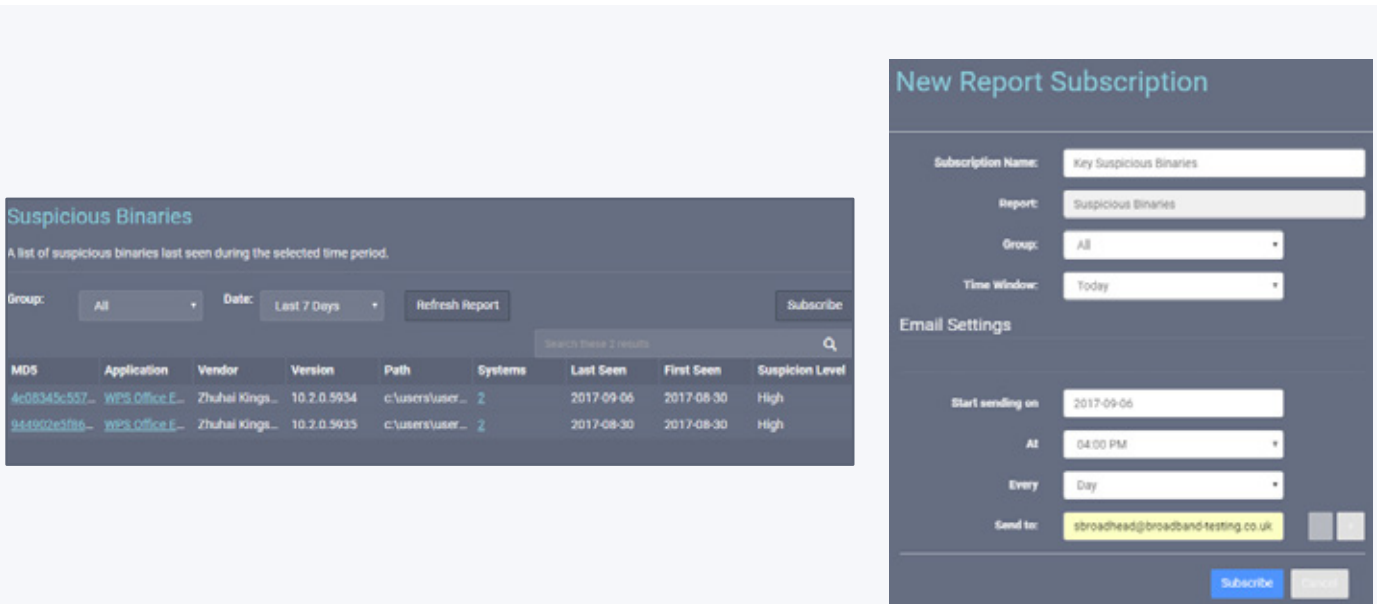 Suspicious Binaries
A list of suspicious binaries last seen during the selected time period.
Group: All Date: Last 7 Days Refresh Report Subscribe
Search these 2 results
MD5 Application Vendor Version Path Systems Last Seen First Seen Suspicion Level
4c08345c557... WPS Office E... Zhuhai Kings... 10.2.0.5934 c:\users\user... 2 2017-09-06 2017-08-30 High
944902e5f86... WPS Office E... Zhuhai Kings... 10.2.0.5935 c:\users\user... 2 2017-08-30 2017-08-30 High
New Report Subscription
Subscription Name: Key Suspicious Binaries
Report: Suspicious Binaries
Group: All
Time Window: Today
Email Settings
Start sending on 2017-09-06
At 04:00 PM
Every Day
Send to: sbroadhead@broadband-testing.co.uk
Subscribe Cancel